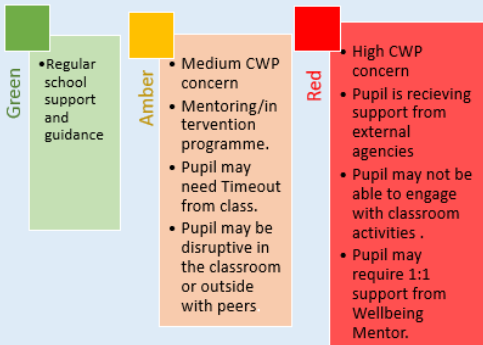 Green
•Regular
school
support
and
guidance
Amber
• Medium CWP
concern
• Mentoring/in
tervention
programme.
• Pupil may
need Timeout
from class.
• Pupil may be
disruptive in
the classroom
or outside
with peers.
Red
• High CWP
concern
• Pupil is recieving
support from
external
agencies
• Pupil may not be
able to engage
with classroom
activities .
• Pupil may
require 1:1
support from
Wellbeing
Mentor.